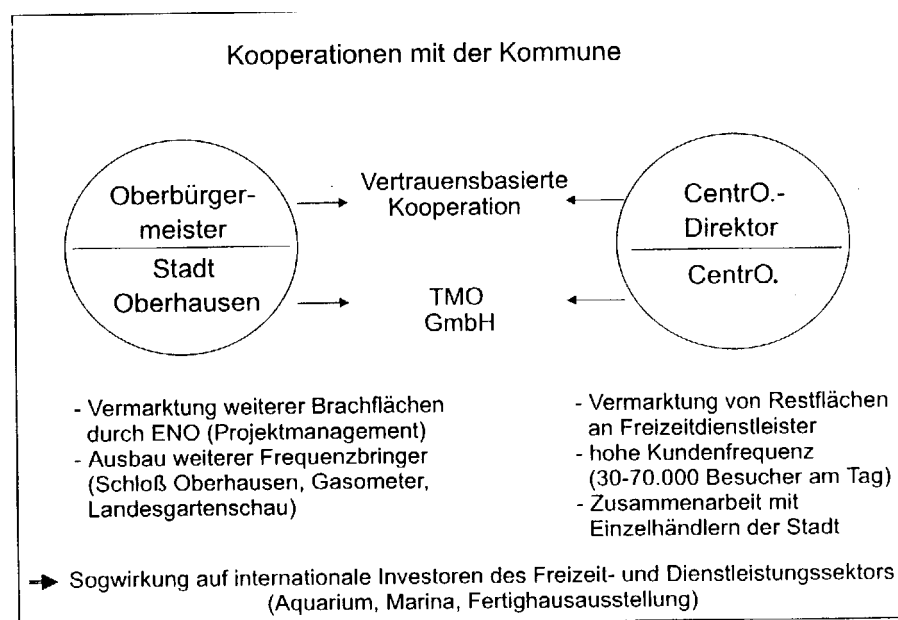 Kooperationen mit der Kommune
Oberbürger-
meister
Stadt
Oberhausen
Vertrauensbasierte
Kooperation
TMO
GmbH
CentrO.-
Direktor
CentrO.
- Vermarktung weiterer Brachflächen
durch ENO (Projektmanagement)
- Ausbau weiterer Frequenzbringer
(Schloß Oberhausen, Gasometer,
Landesgartenschau)
- Vermarktung von Restflächen
an Freizeitdienstleister
- hohe Kundenfrequenz
(30-70.000 Besucher am Tag)
- Zusammenarbeit mit
Einzelhändlern der Stadt
Sogwirkung auf internationale Investoren des Freizeit- und Dienstleistungssektors
(Aquarium, Marina, Fertighausausstellung)